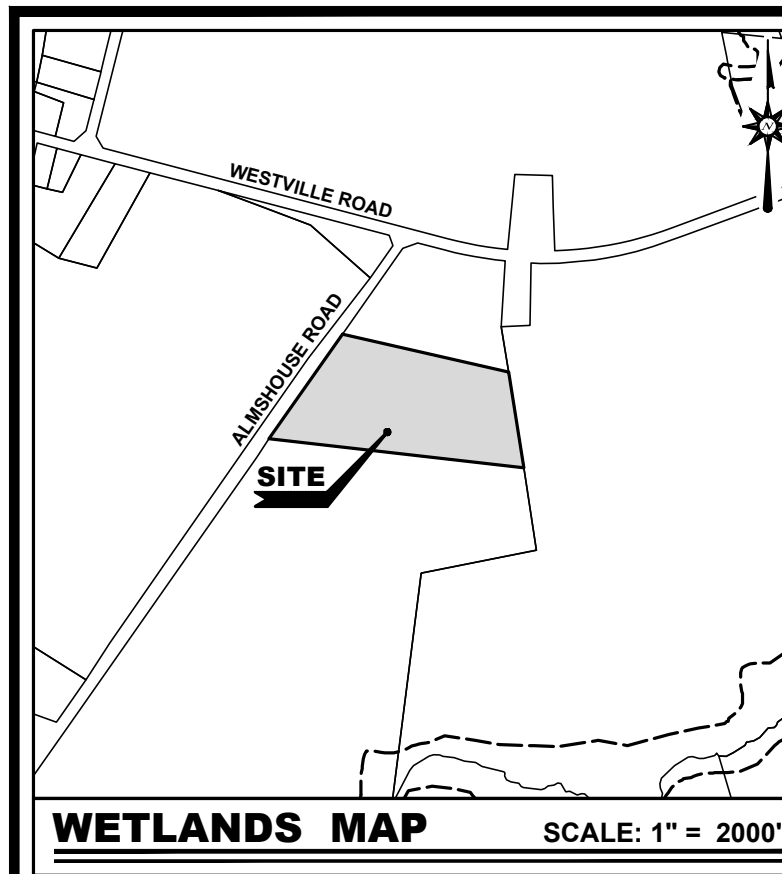 N
WESTVILLE ROAD
ALMSHOUSE ROAD
SITE
WETLANDS MAP
SCALE: 1" = 2000'